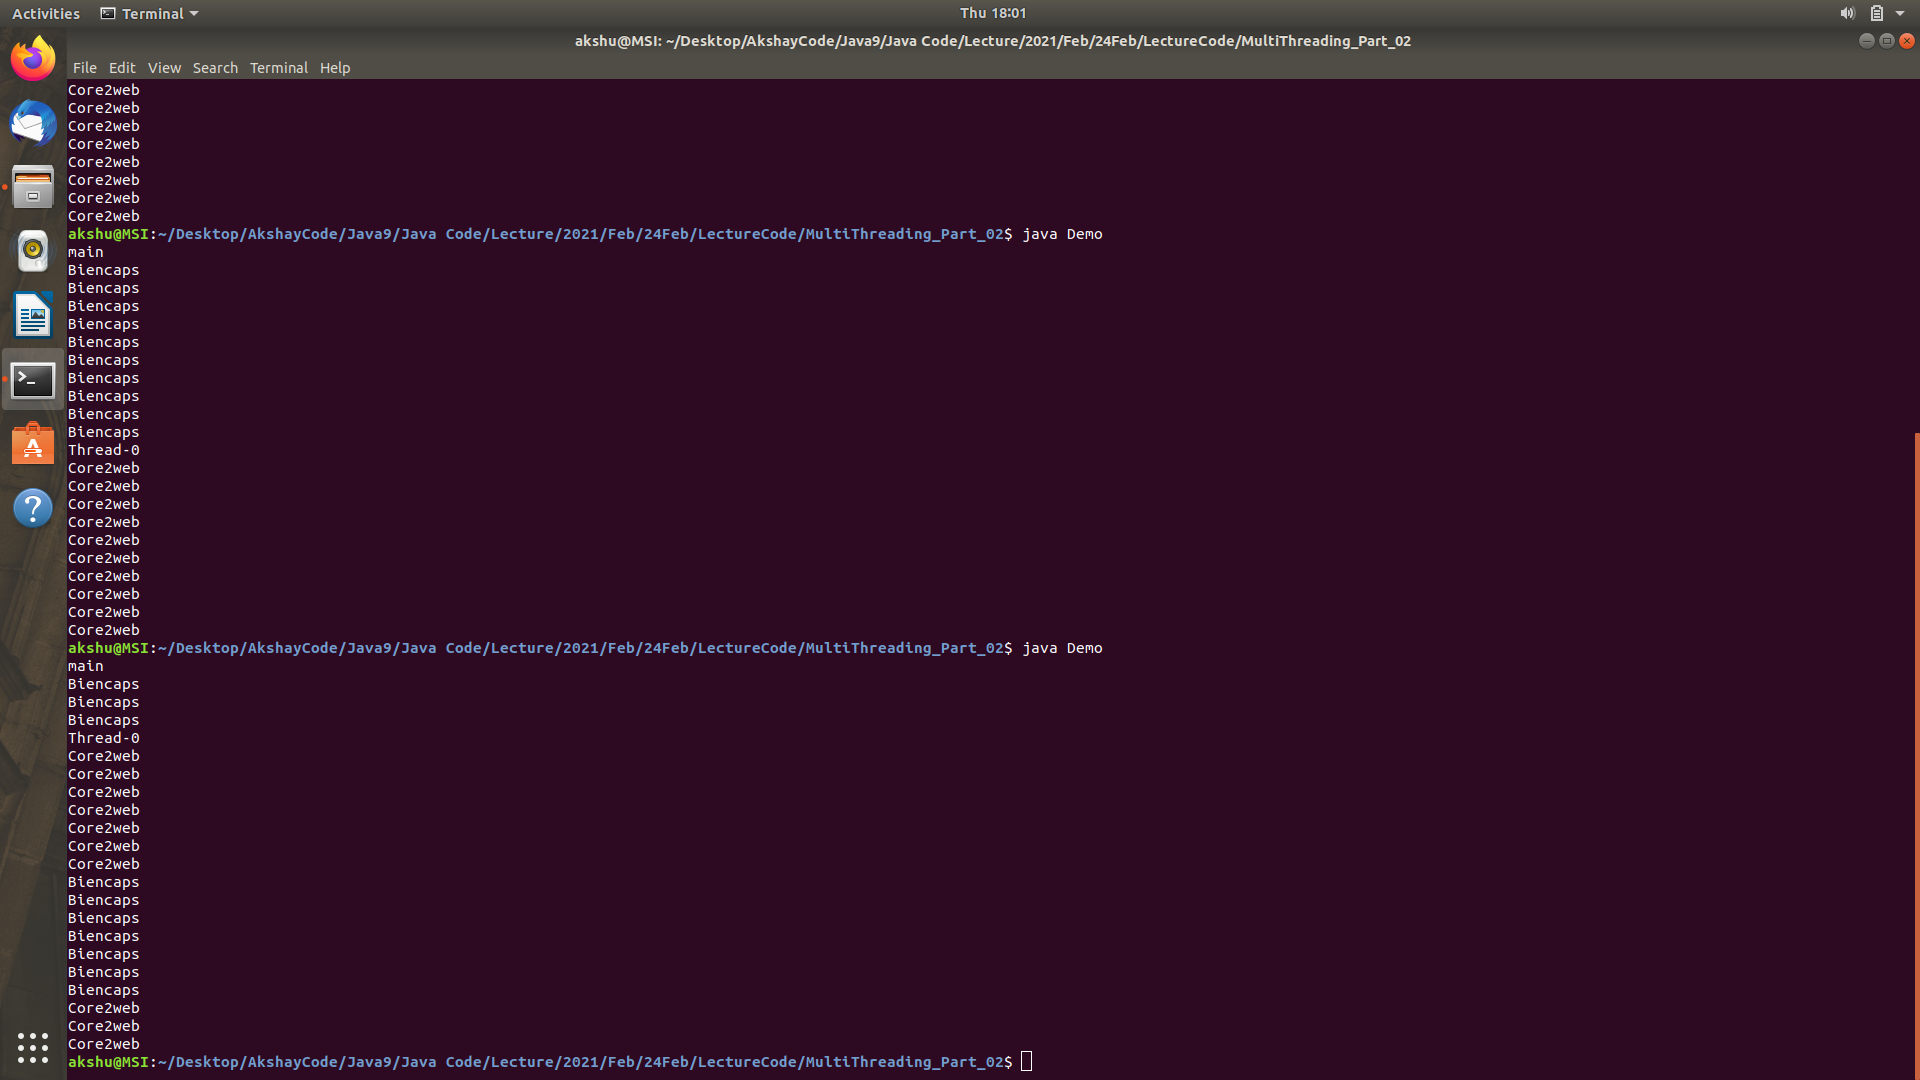 Activities Terminal Thu 18:01
akshu@MSI: ~/Desktop/AkshayCode/Java9/Java Code/Lecture/2021/Feb/24Feb/LectureCode/MultiThreading_Part_02
File Edit View Search Terminal Help
Core2web
Core2web
Core2web
Core2web
Core2web
Core2web
Core2web
Core2web
akshu@MSI:~/Desktop/AkshayCode/Java9/Java Code/Lecture/2021/Feb/24Feb/LectureCode/MultiThreading_Part_02$ java Demo
main
Biencaps
Biencaps
Biencaps
Biencaps
Biencaps
Biencaps
Biencaps
Biencaps
Biencaps
Biencaps
Thread-0
Core2web
Core2web
Core2web
Core2web
Core2web
Core2web
Core2web
Core2web
Core2web
Core2web
akshu@MSI:~/Desktop/AkshayCode/Java9/Java Code/Lecture/2021/Feb/24Feb/LectureCode/MultiThreading_Part_02$ java Demo
main
Biencaps
Biencaps
Biencaps
Thread-0
Core2web
Core2web
Core2web
Core2web
Core2web
Core2web
Core2web
Biencaps
Biencaps
Biencaps
Biencaps
Biencaps
Biencaps
Biencaps
Core2web
Core2web
Core2web
akshu@MSI:~/Desktop/AkshayCode/Java9/Java Code/Lecture/2021/Feb/24Feb/LectureCode/MultiThreading_Part_02$